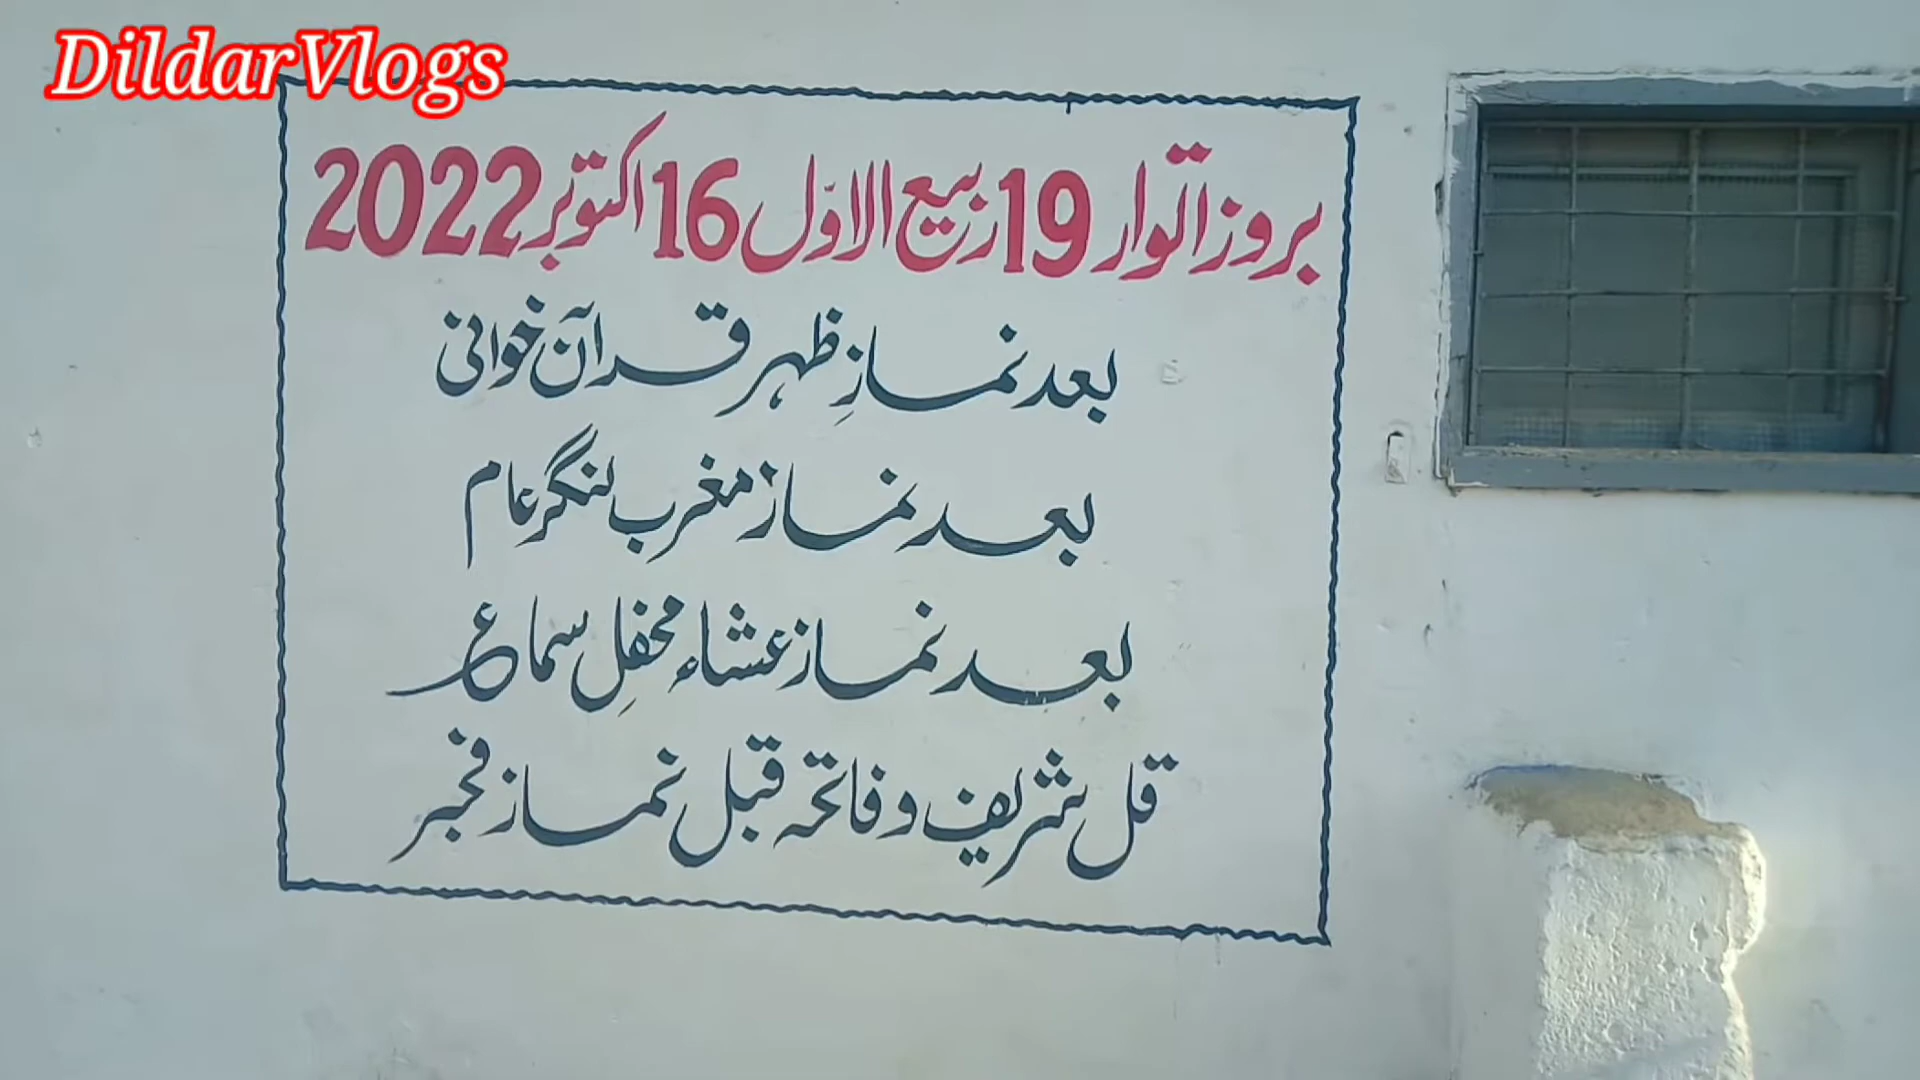 DildarVlogs
بروز اتوار 19 ربیع الاوّل 16 اکتوبر 2022
بعد نمازِ ظہر قرآن خوانی
بعد نماز مغرب لنگر عام
بعد نماز عشاء محفلِ سماع
قل شریف و فاتحہ قبل نماز فجر